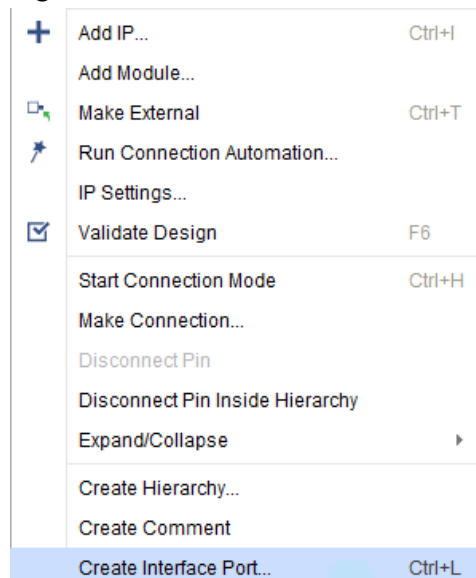 Add IP... Ctrl+I
Add Module...
Make External Ctrl+T
Run Connection Automation...
IP Settings...
Validate Design F6
Start Connection Mode Ctrl+H
Make Connection...
Disconnect Pin
Disconnect Pin Inside Hierarchy
Expand/Collapse
Create Hierarchy...
Create Comment
Create Interface Port... Ctrl+L